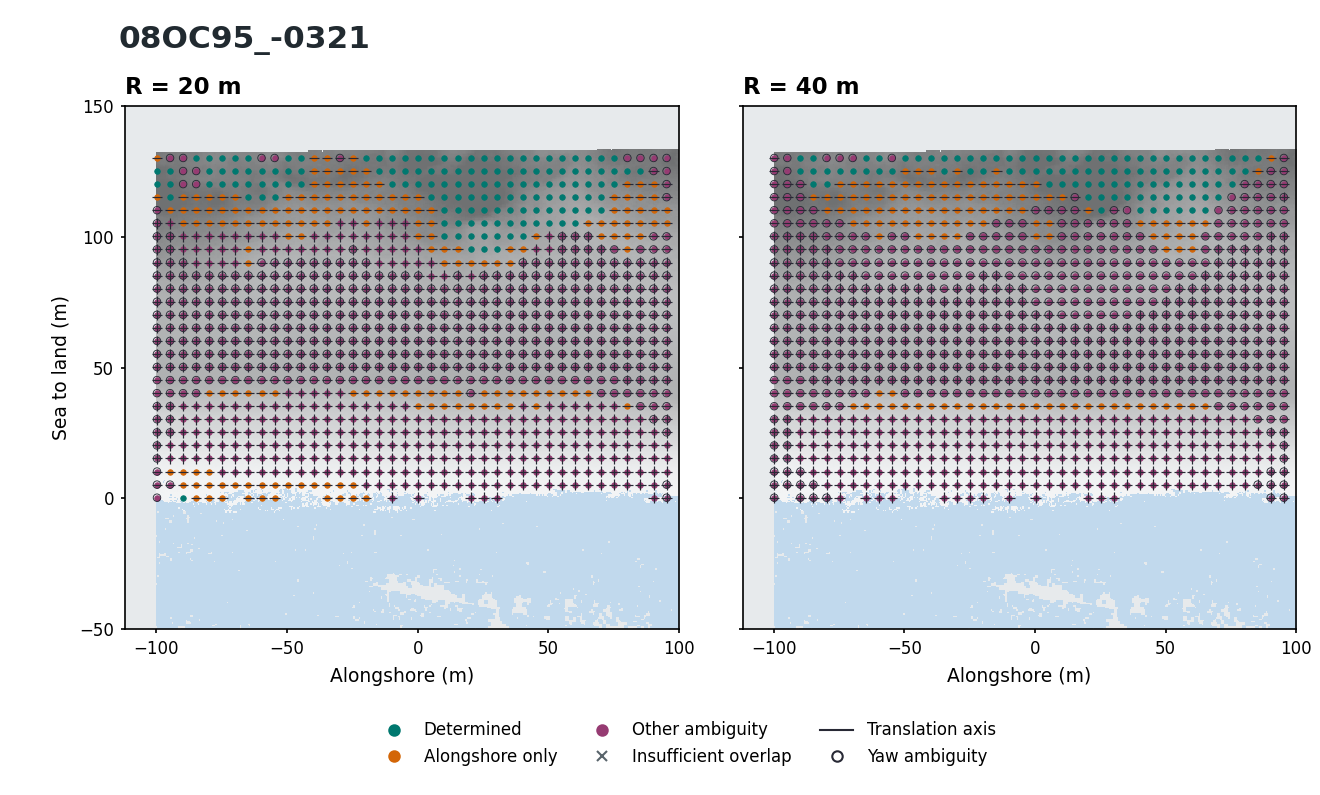 08OC95_-0321
R = 20 m
R = 40 m
150
100
50
0
−50
Sea to land (m)
−100 −50 0 50 100
−100 −50 0 50 100
Alongshore (m)
Alongshore (m)
Determined
Other ambiguity
Translation axis
Alongshore only
Insufficient overlap
Yaw ambiguity